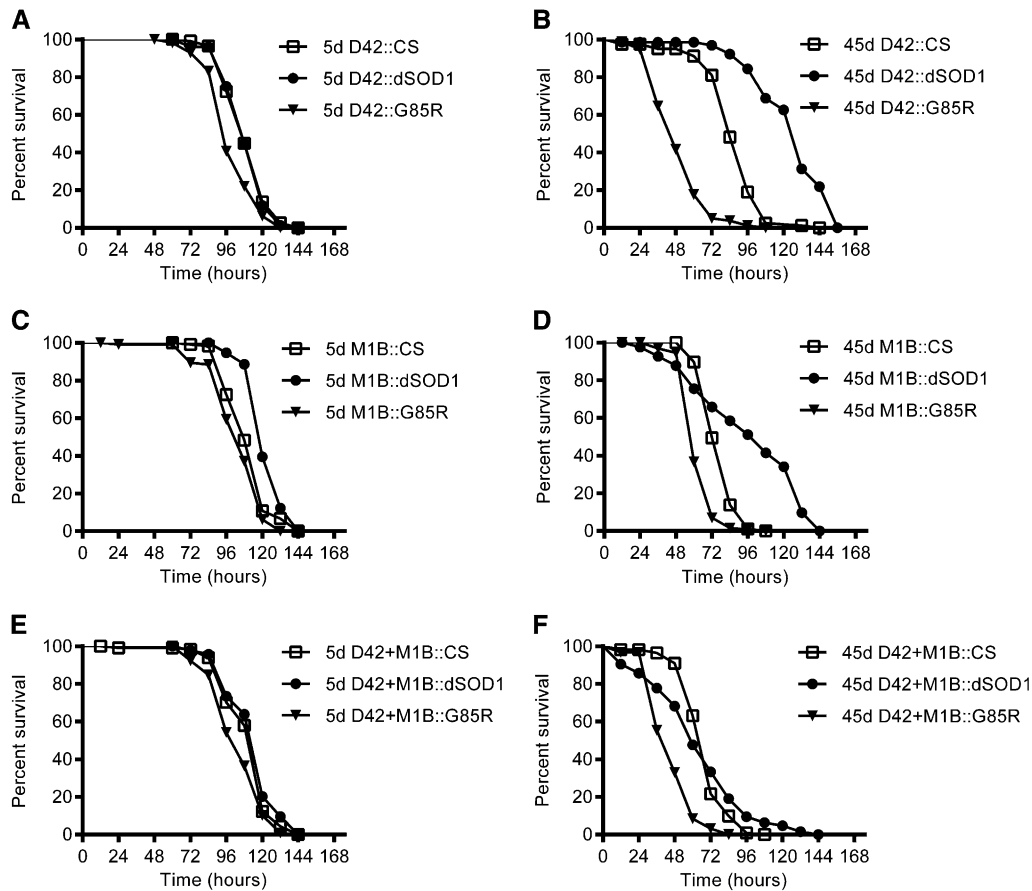 A
Percent survival
100
80
60
40
20
0
0 24 48 72 96 120 144 168
Time (hours)
5d D42::CS
5d D42::dSOD1
5d D42::G85R
B
Percent survival
100
80
60
40
20
0
0 24 48 72 96 120 144 168
Time (hours)
45d D42::CS
45d D42::dSOD1
45d D42::G85R
C
Percent survival
100
80
60
40
20
0
0 24 48 72 96 120 144 168
Time (hours)
5d M1B::CS
5d M1B::dSOD1
5d M1B::G85R
D
Percent survival
100
80
60
40
20
0
0 24 48 72 96 120 144 168
Time (hours)
45d M1B::CS
45d M1B::dSOD1
45d M1B::G85R
E
Percent survival
100
80
60
40
20
0
0 24 48 72 96 120 144 168
Time (hours)
5d D42+M1B::CS
5d D42+M1B::dSOD1
5d D42+M1B::G85R
F
Percent survival
100
80
60
40
20
0
0 24 48 72 96 120 144 168
Time (hours)
45d D42+M1B::CS
45d D42+M1B::dSOD1
45d D42+M1B::G85R